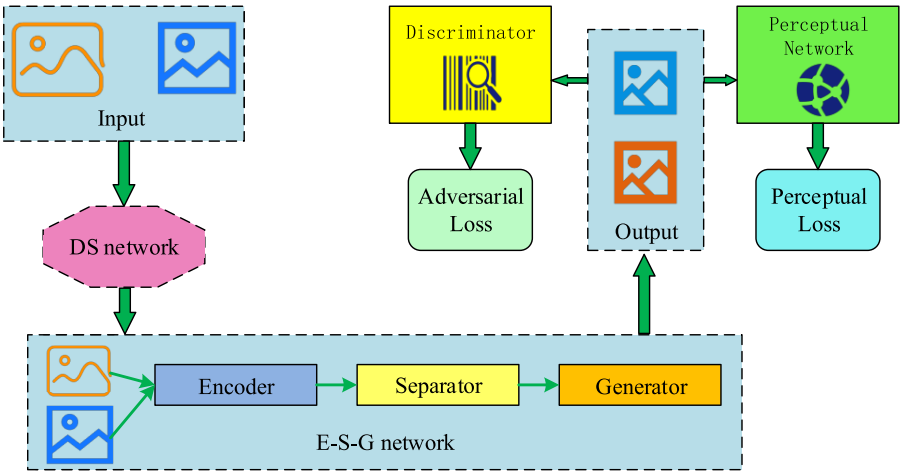 Input
DS network
Discriminator
Adversarial
Loss
Output
Perceptual
Network
Perceptual
Loss
Encoder
Separator
Generator
E-S-G network